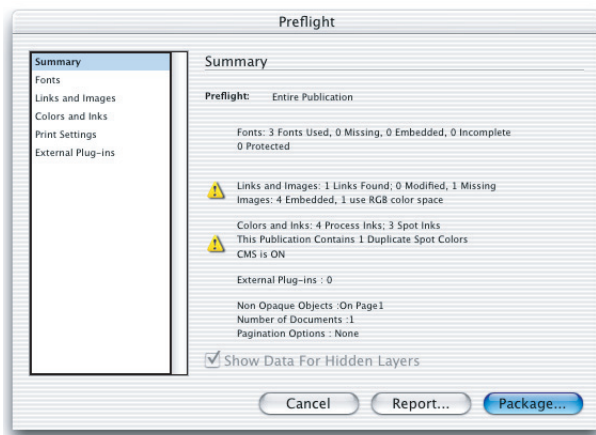 Preflight
Summary
Fonts
Links and Images
Colors and Inks
Print Settings
External Plug-ins
Summary
Preflight: Entire Publication
Fonts: 3 Fonts Used, 0 Missing, 0 Embedded, 0 Incomplete
0 Protected
Links and Images: 1 Links Found; 0 Modified, 1 Missing
Images: 4 Embedded, 1 use RGB color space
Colors and Inks: 4 Process Inks; 3 Spot Inks
This Publication Contains 1 Duplicate Spot Colors
CMS is ON
External Plug-ins : 0
Non Opaque Objects :On Page1
Number of Documents :1
Pagination Options : None
Show Data For Hidden Layers
Cancel Report... Package...